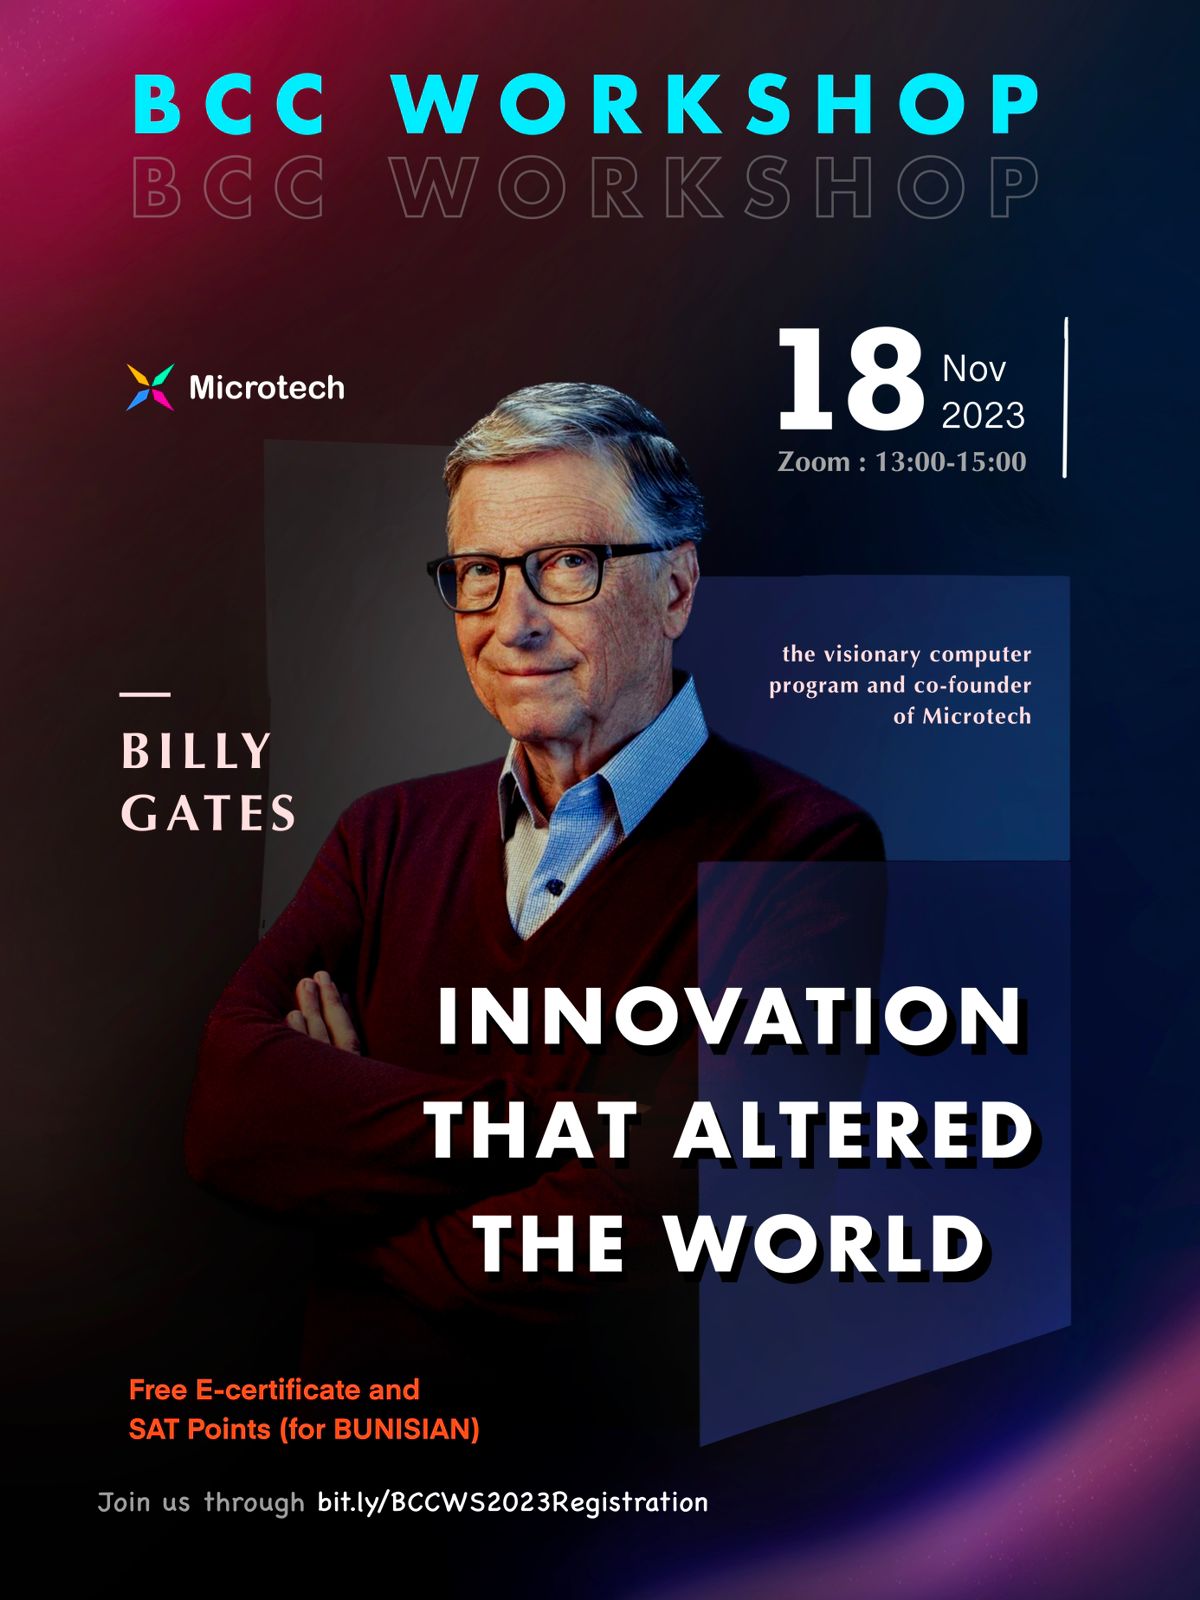 BCC WORKSHOP
BCC WORKSHOP
Microtech
18 Nov
2023
Zoom : 13:00-15:00
the visionary computer
program and co-founder
of Microtech
BILLY
GATES
INNOVATION
THAT ALTERED
THE WORLD
Free E-certificate and
SAT Points (for BUNISIAN)
Join us through bit.ly/BCCWS2023Registration